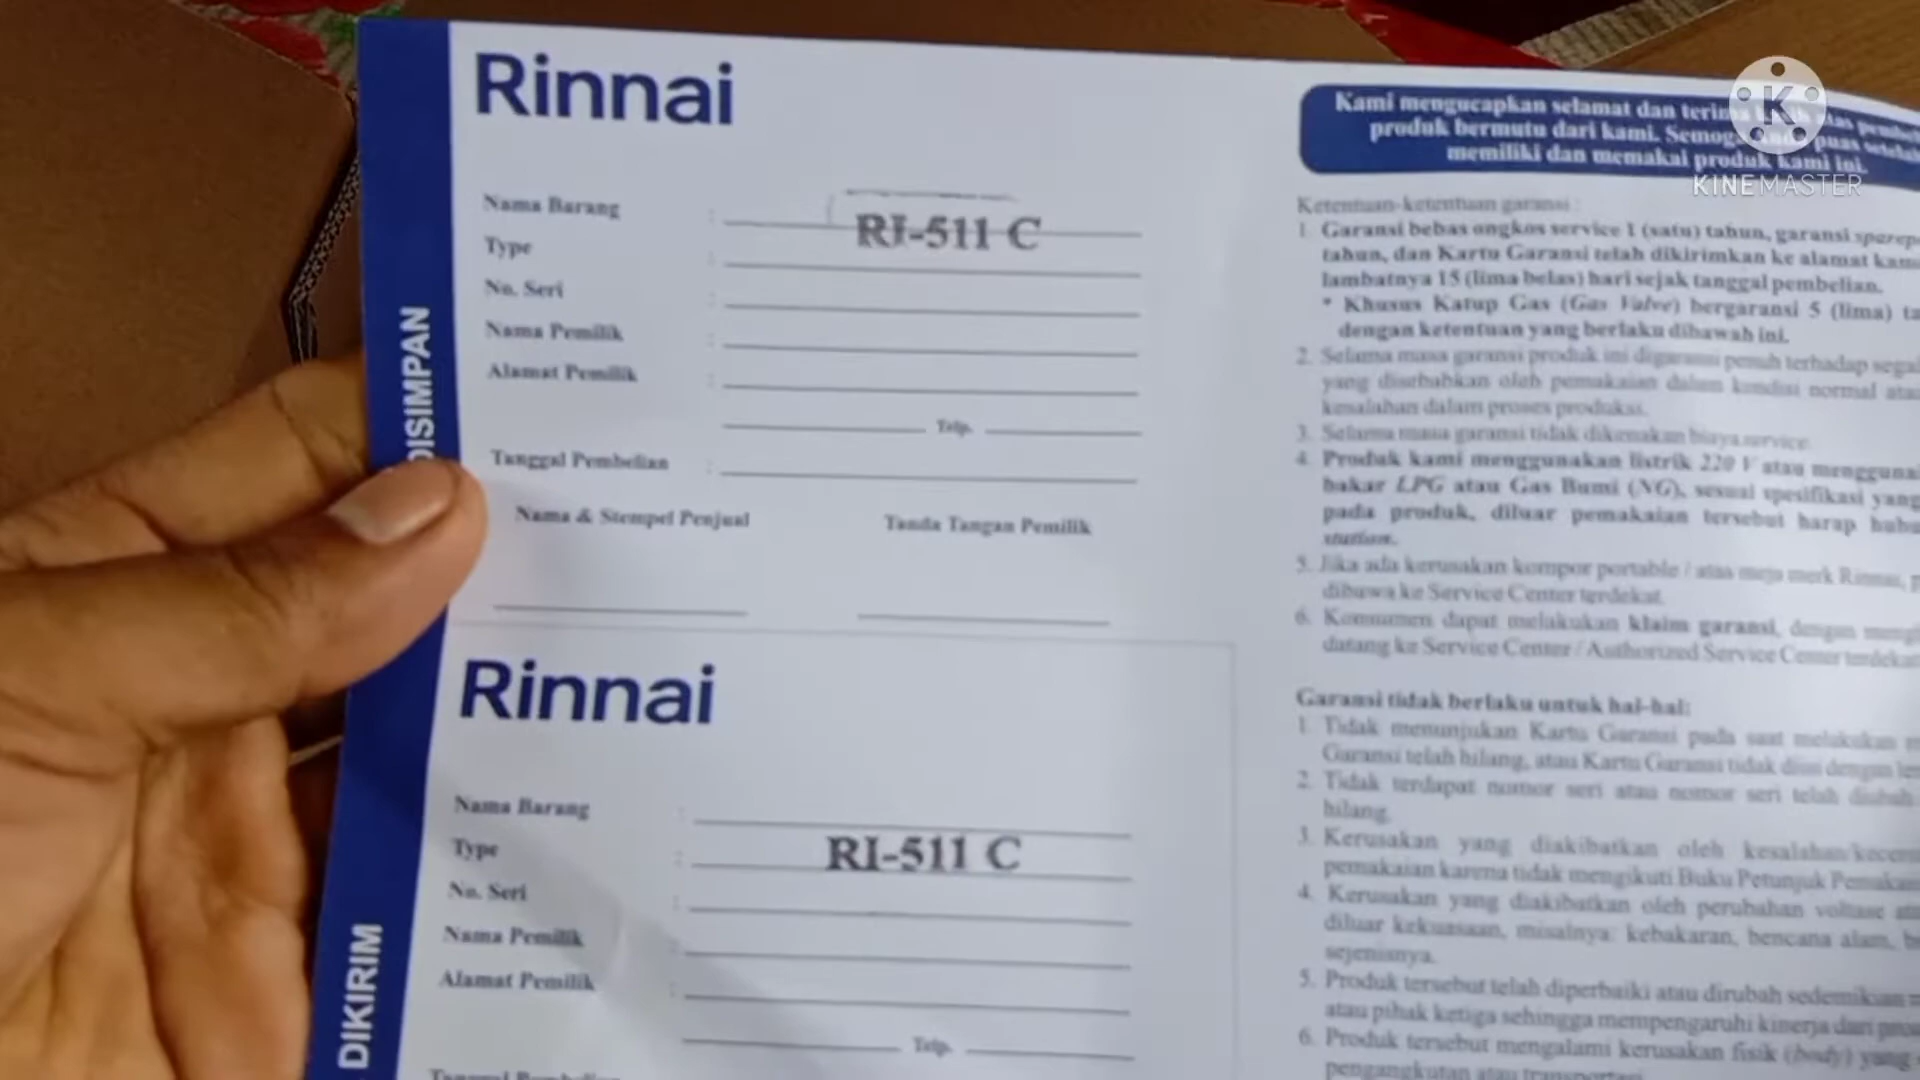 Rinnai
Nama Barang :
RI-511 C
Type :
No. Seri :
Nama Pemilik :
Alamat Pemilik :
Telp.
Tanggal Pembelian :
Nama & Stempel Penjual Tanda Tangan Pemilik
DISIMPAN
Rinnai
Nama Barang :
Type : RI-511 C
No. Seri :
Nama Pemilik :
Alamat Pemilik :
Telp.
DIKIRIM
Kami mengucapkan selamat dan
produk bermutu dari kami.
memiliki dan memakai produk kami ini.
KINEMASTER
Ketentuan-ketentuan garansi :
1. Garansi bebas ongkos service 1 (satu) tahun, garansi
tahun, dan Kartu Garansi telah dikirimkan ke alamat
lambatnya 15 (lima belas) hari sejak tanggal pembelian.
* Khusus Katup Gas (Gas Valve) bergaransi 5 (lima)
dengan ketentuan yang berlaku dibawah ini.
2. Selama masa garansi produk ini digaransi penuh terhadap
yang disebabkan oleh pemakaian dalam kondisi normal
kesalahan dalam proses produksi.
3. Selama masa garansi tidak dikenakan biaya service.
4. Produk kami menggunakan listrik 220 V atau
bakar LPG atau Gas Bumi (NG), sesuai spesifikasi yang
pada produk, diluar pemakaian tersebut harap
station.
5. Jika ada kerusakan kompor portable / atas meja merk Rinnai,
dibawa ke Service Center terdekat.
6. Konsumen dapat melakukan klaim garansi, dengan
datang ke Service Center / Authorized Service Center
Garansi tidak berlaku untuk hal-hal:
1. Tidak menunjukan Kartu Garansi pada saat melakukan
Garansi telah hilang, atau Kartu Garansi tidak diisi dengan
2. Tidak terdapat nomor seri atau nomor seri telah
hilang.
3. Kerusakan yang diakibatkan oleh
pemakaian karena tidak mengikuti Buku Petunjuk
4. Kerusakan yang diakibatkan oleh perubahan voltase
diluar kekuasaan, misalnya: kebakaran, bencana alam,
sejenisnya.
5. Produk tersebut telah diperbaiki atau dirubah
atau pihak ketiga sehingga mempengaruhi kinerja dari
6. Produk tersebut mengalami kerusakan fisik (body) yang
pengangkutan atau